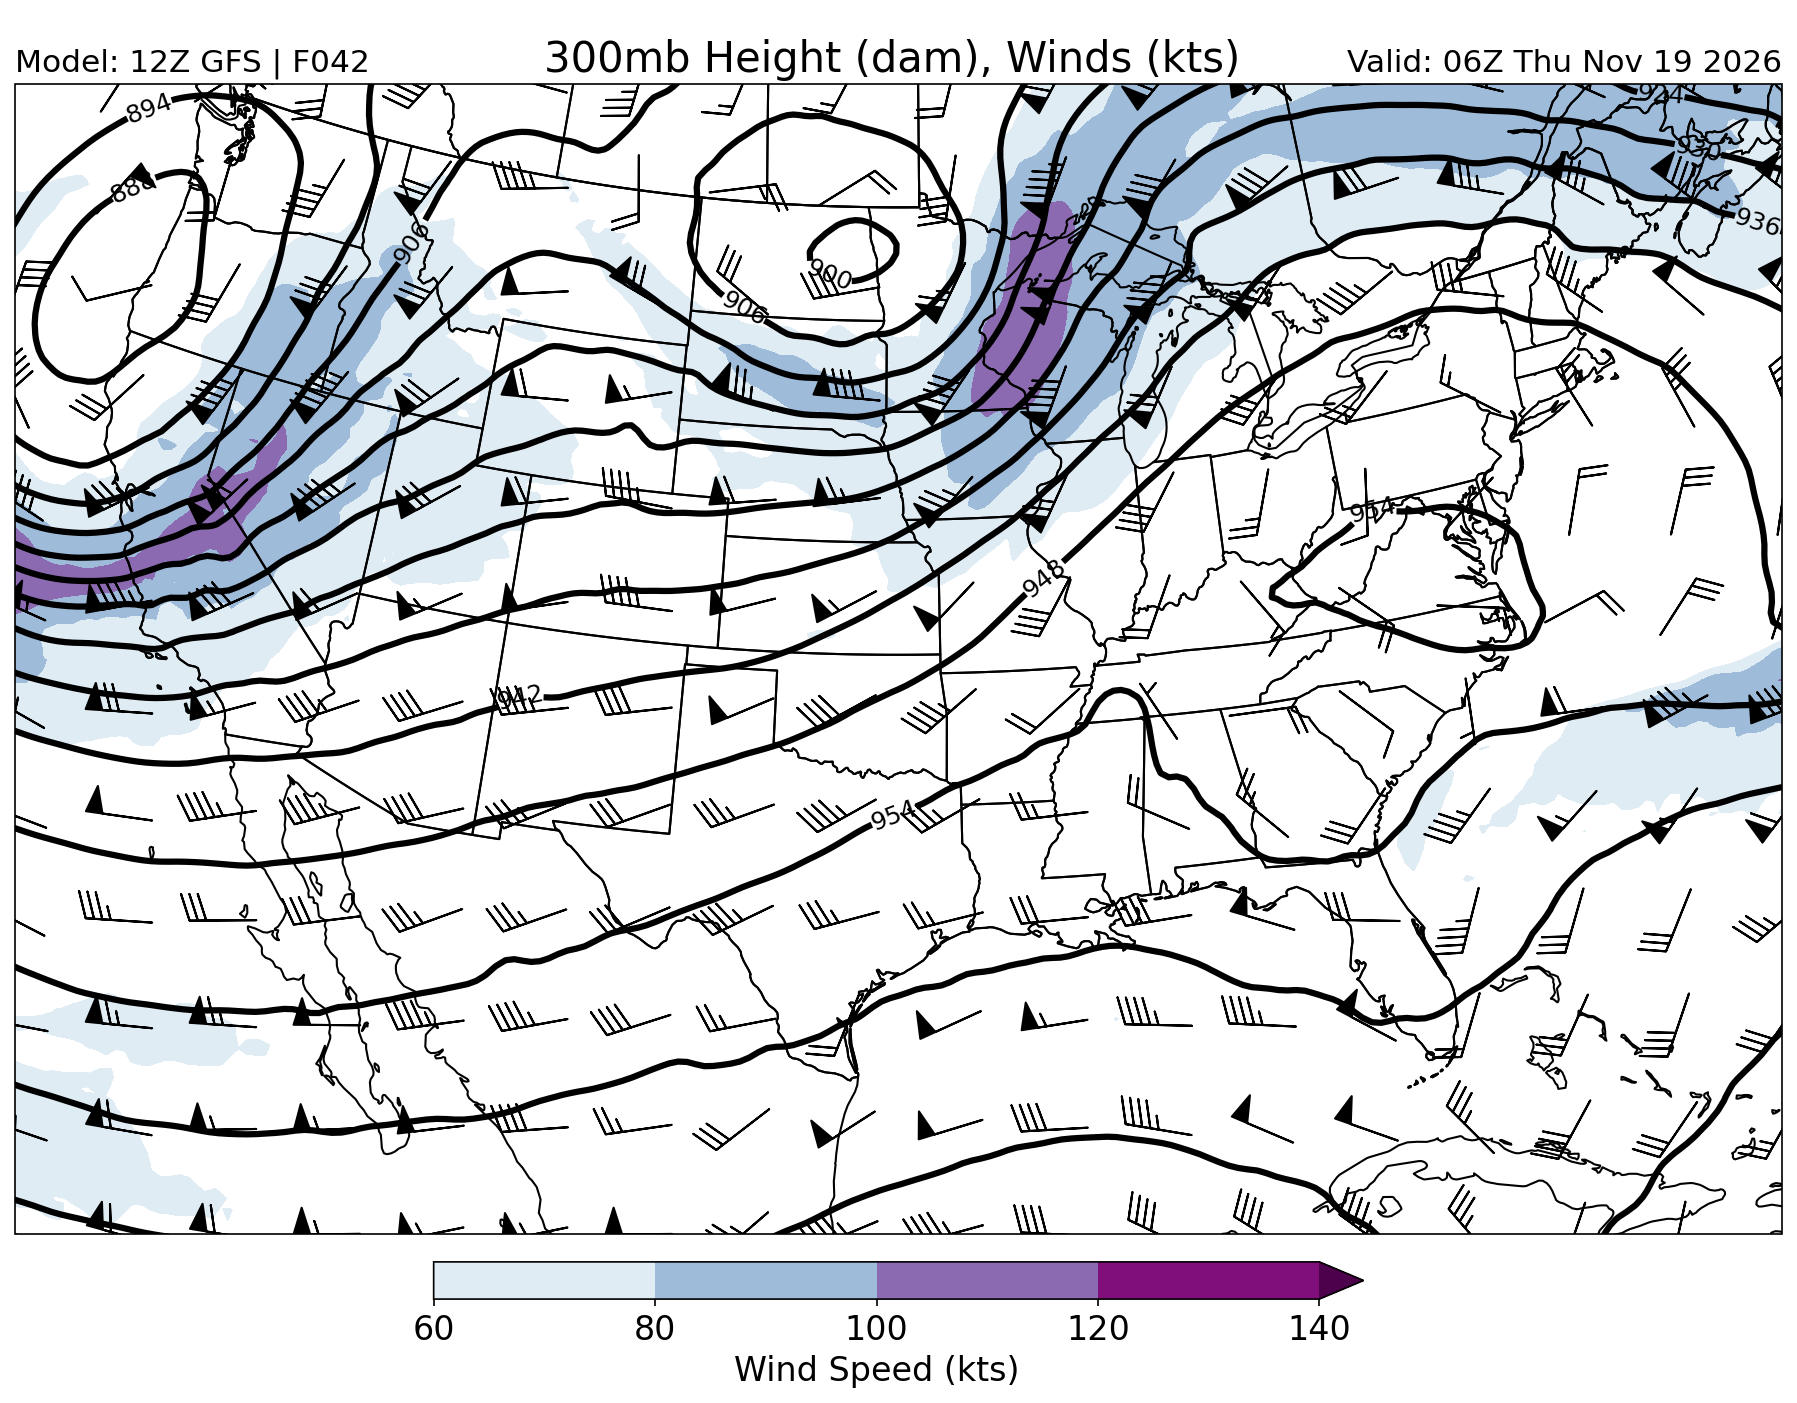 Model: 12Z GFS | F042
300mb Height (dam), Winds (kts)
Valid: 06Z Thu Nov 19 2026
894
924
930
888
936
906
900
906
954
948
942
954
60 80 100 120 140
Wind Speed (kts)